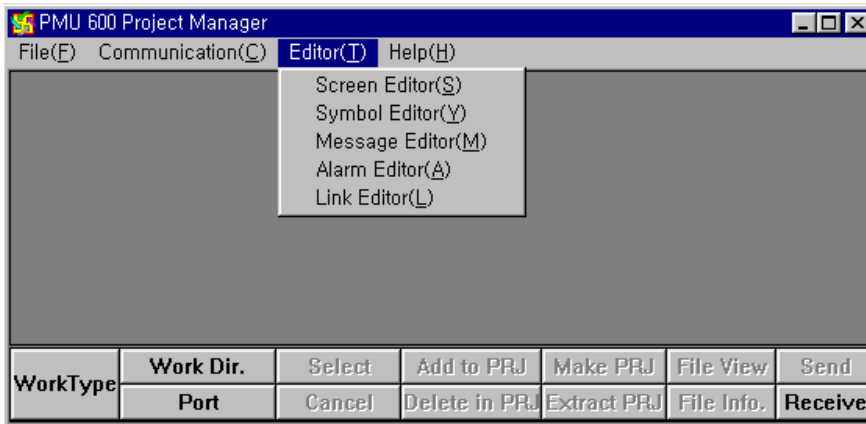 PMU 600 Project Manager
File(F) Communication(C) Editor(T) Help(H)
Screen Editor(S)
Symbol Editor(Y)
Message Editor(M)
Alarm Editor(A)
Link Editor(L)
WorkType Work Dir. Select Add to PRJ Make PRJ File View Send
Port Cancel Delete in PRJ Extract PRJ File Info. Receive